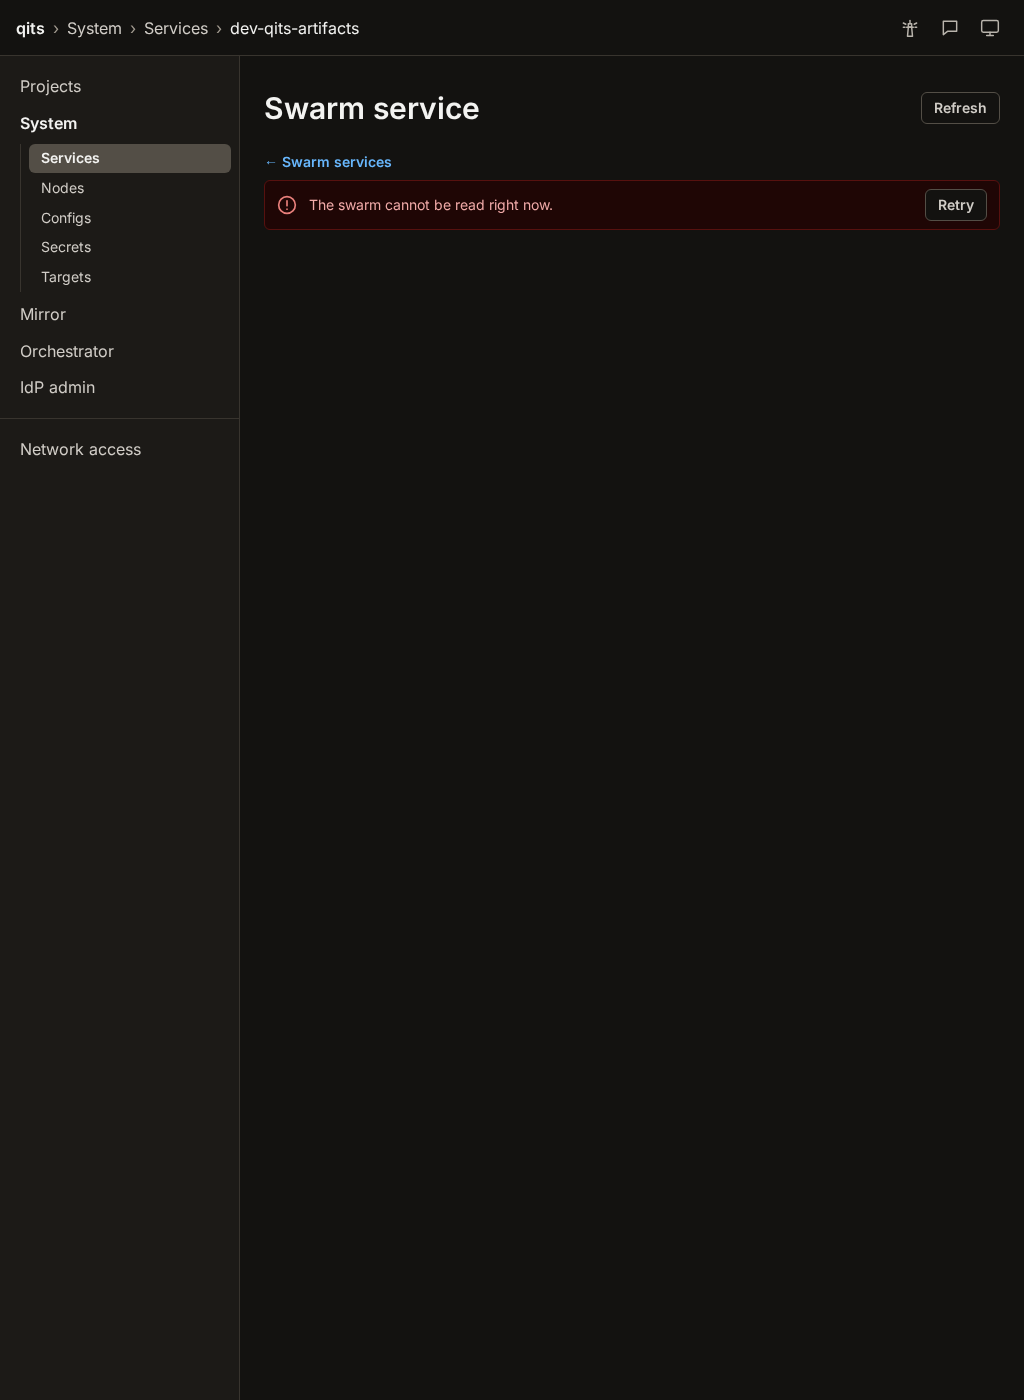 qits › System › Services › dev-qits-artifacts
Projects
System
Services
Nodes
Configs
Secrets
Targets
Mirror
Orchestrator
IdP admin
Network access
Swarm service
Refresh
← Swarm services
The swarm cannot be read right now.
Retry